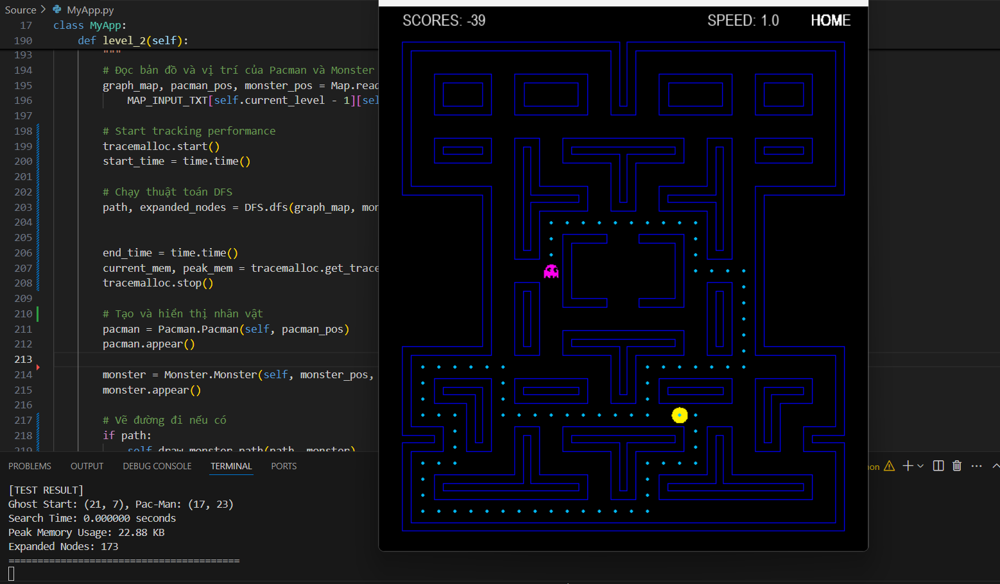 Source > MyApp.py
17 class MyApp:
190 def level_2(self):
193 """
194 # Đọc bản đồ và vị trí của Pacman và Monster
195 graph_map, pacman_pos, monster_pos = Map.read
196 MAP_INPUT_TXT[self.current_level - 1][sel
197
198 # Start tracking performance
199 tracemalloc.start()
200 start_time = time.time()
201
202 # Chạy thuật toán DFS
203 path, expanded_nodes = DFS.dfs(graph_map, mon
204
205
206 end_time = time.time()
207 current_mem, peak_mem = tracemalloc.get_trace
208 tracemalloc.stop()
209
210 # Tạo và hiển thị nhân vật
211 pacman = Pacman.Pacman(self, pacman_pos)
212 pacman.appear()
213
214 monster = Monster.Monster(self, monster_pos,
215 monster.appear()
216
217 # Vẽ đường đi nếu có
218 if path:
219 self.draw_monster_path(path, monster)
SCORES: -39 SPEED: 1.0 HOME
PROBLEMS OUTPUT DEBUG CONSOLE TERMINAL PORTS
[TEST RESULT]
Ghost Start: (21, 7), Pac-Man: (17, 23)
Search Time: 0.000000 seconds
Peak Memory Usage: 22.88 KB
Expanded Nodes: 173
========================================